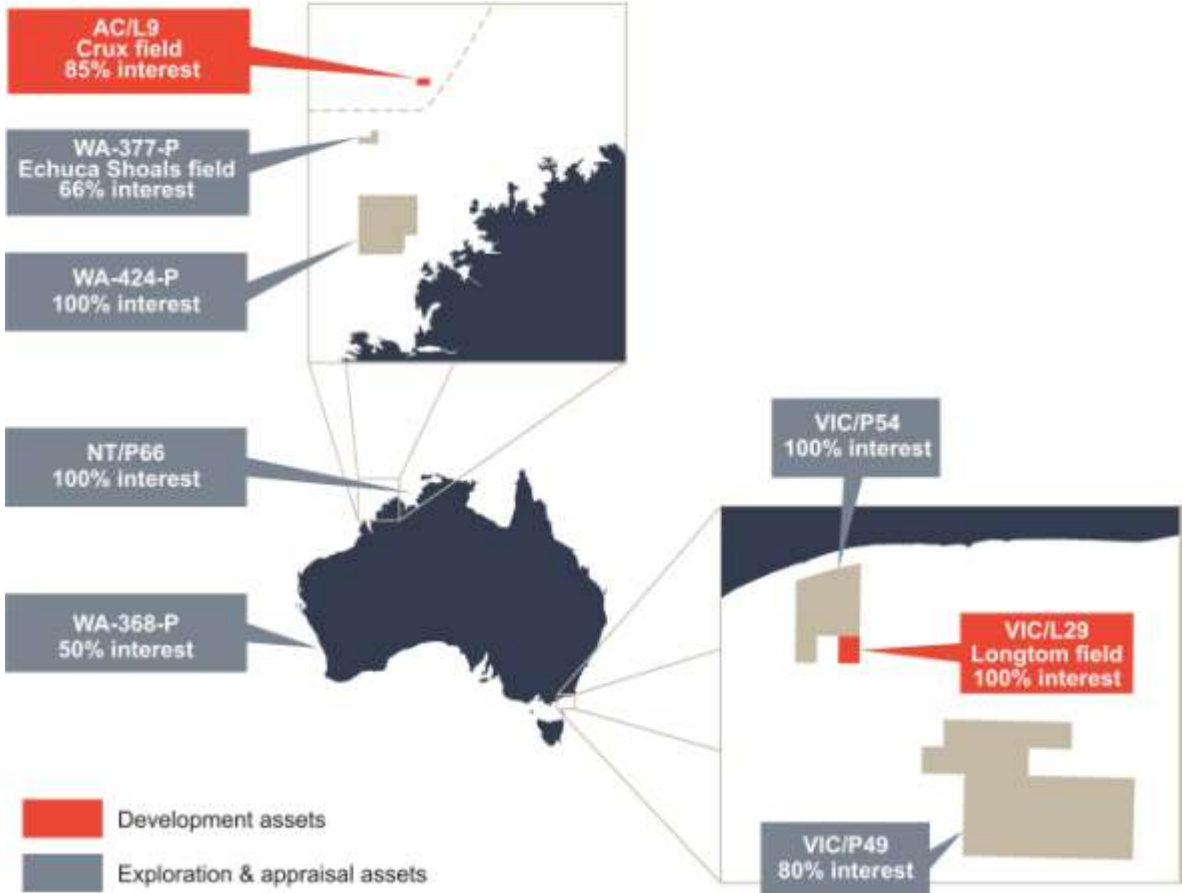 AC/L9
Crux field
85% interest
WA-377-P
Echuca Shoals field
66% interest
WA-424-P
100% interest
NT/P66
100% interest
WA-368-P
50% interest
VIC/P54
100% interest
VIC/L29
Longtom field
100% interest
VIC/P49
80% interest
Development assets
Exploration & appraisal assets